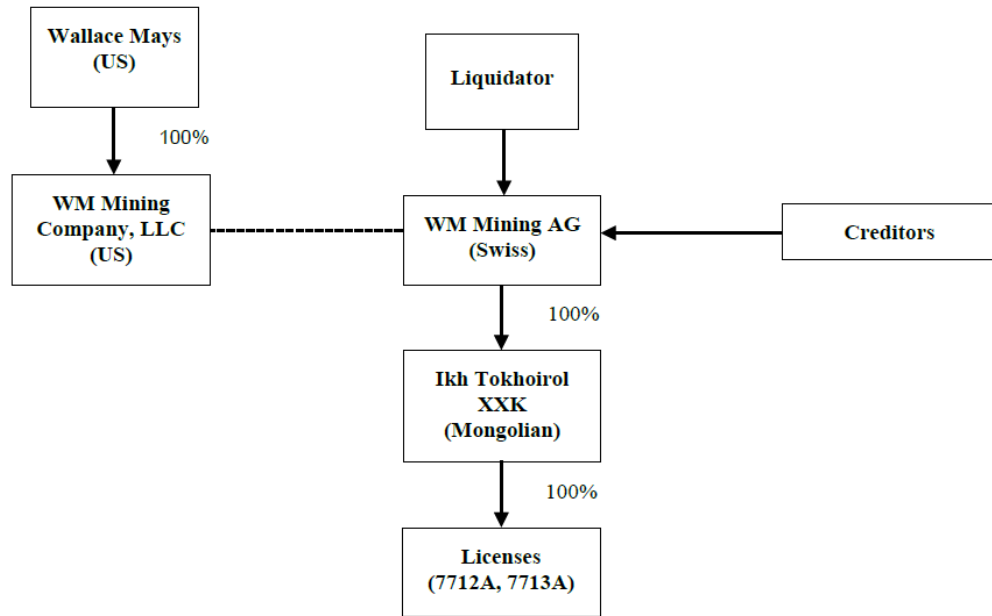 Wallace Mays
(US)
Liquidator
100%
WM Mining
Company, LLC
(US)
WM Mining AG
(Swiss)
Creditors
100%
Ikh Tokhoirol
XXK
(Mongolian)
100%
Licenses
(7712A, 7713A)